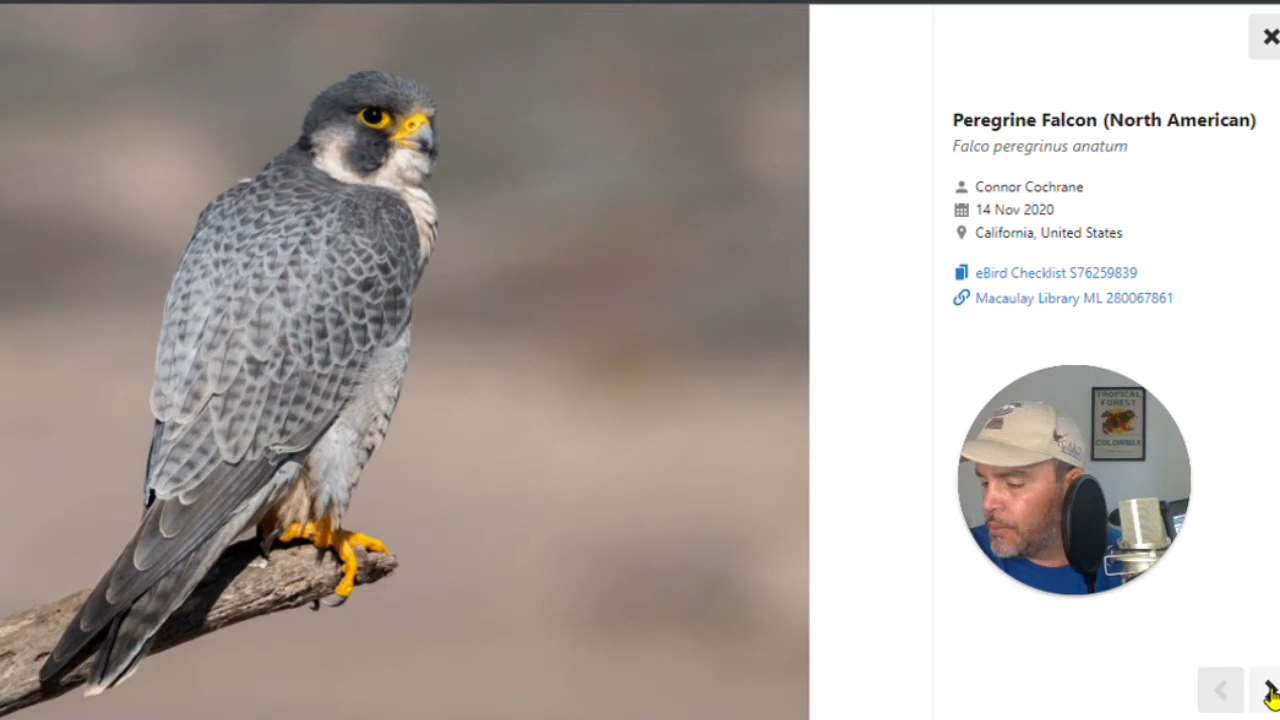 Peregrine Falcon (North American)
Falco peregrinus anatum
Connor Cochrane
14 Nov 2020
California, United States
eBird Checklist S76259839
Macaulay Library ML 280067861
TROPICAL
FOREST
COLOMBIA